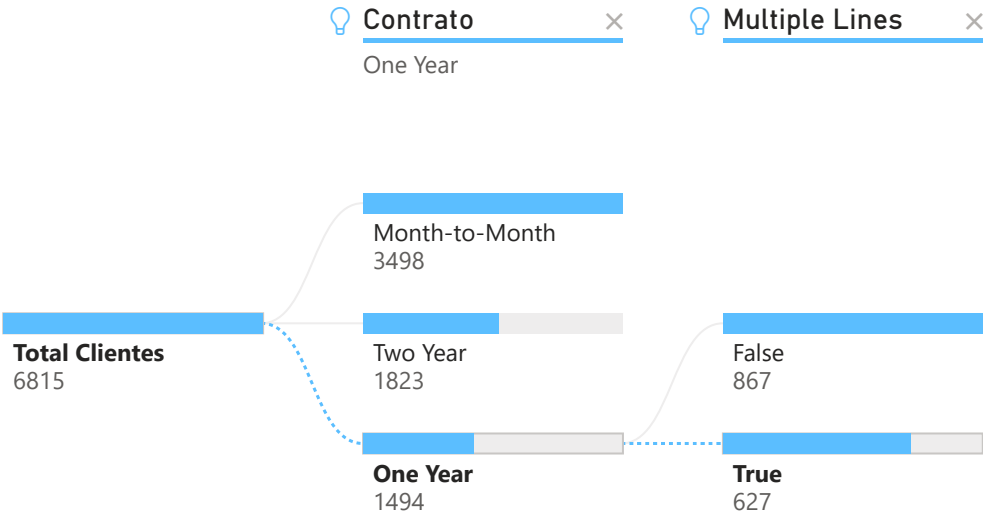 Contrato
Multiple Lines
One Year
Month-to-Month
3498
Total Clientes
6815
Two Year
1823
False
867
One Year
1494
True
627